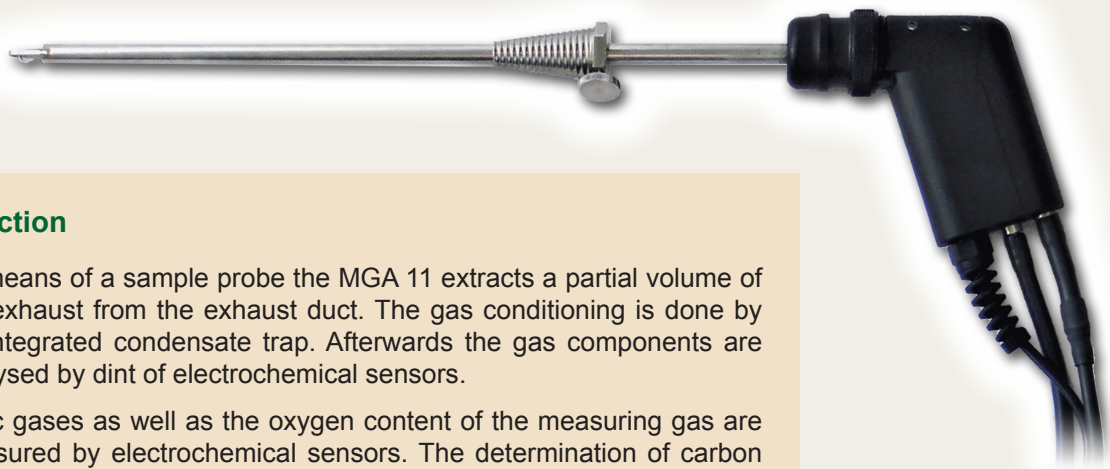 ction
neans of a sample probe the MGA 11 extracts a partial volume of
exhaust from the exhaust duct. The gas conditioning is done by
ntegrated condensate trap. Afterwards the gas components are
ysed by dint of electrochemical sensors.
c gases as well as the oxygen content of the measuring gas are
sured by electrochemical sensors. The determination of carbon